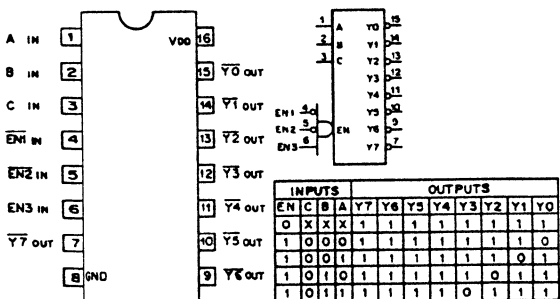 A IN 1
B IN 2
C IN 3
EN1 IN 4
EN2 IN 5
EN3 IN 6
Y7 OUT 7
8 GND
VDD 16
15 Y0 OUT
14 Y1 OUT
13 Y2 OUT
12 Y3 OUT
11 Y4 OUT
10 Y5 OUT
9 Y6 OUT
1 A Y0 15
2 B Y1 14
3 C Y2 13
Y3 12
Y4 11
EN1 4 Y5 10
EN2 5 EN Y6 9
EN3 6 Y7 7
INPUTS OUTPUTS
EN C B A Y7 Y6 Y5 Y4 Y3 Y2 Y1 Y0
0 X X X 1 1 1 1 1 1 1 1
1 0 0 0 1 1 1 1 1 1 1 0
1 0 0 1 1 1 1 1 1 1 0 1
1 0 1 0 1 1 1 1 1 0 1 1
1 0 1 1 1 1 1 1 0 1 1 1